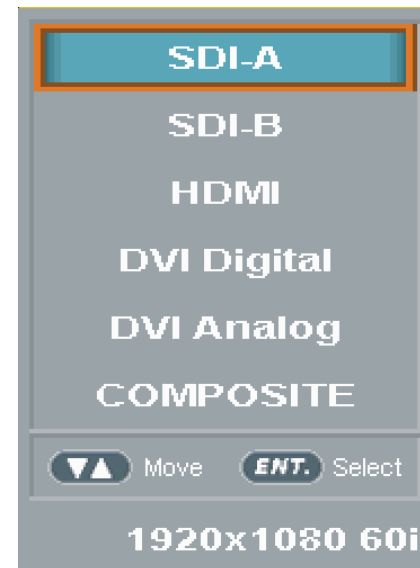 SDI-A
SDI-B
HDMI
DVI Digital
DVI Analog
COMPOSITE
▼▲ Move ENT. Select
1920x1080 60i